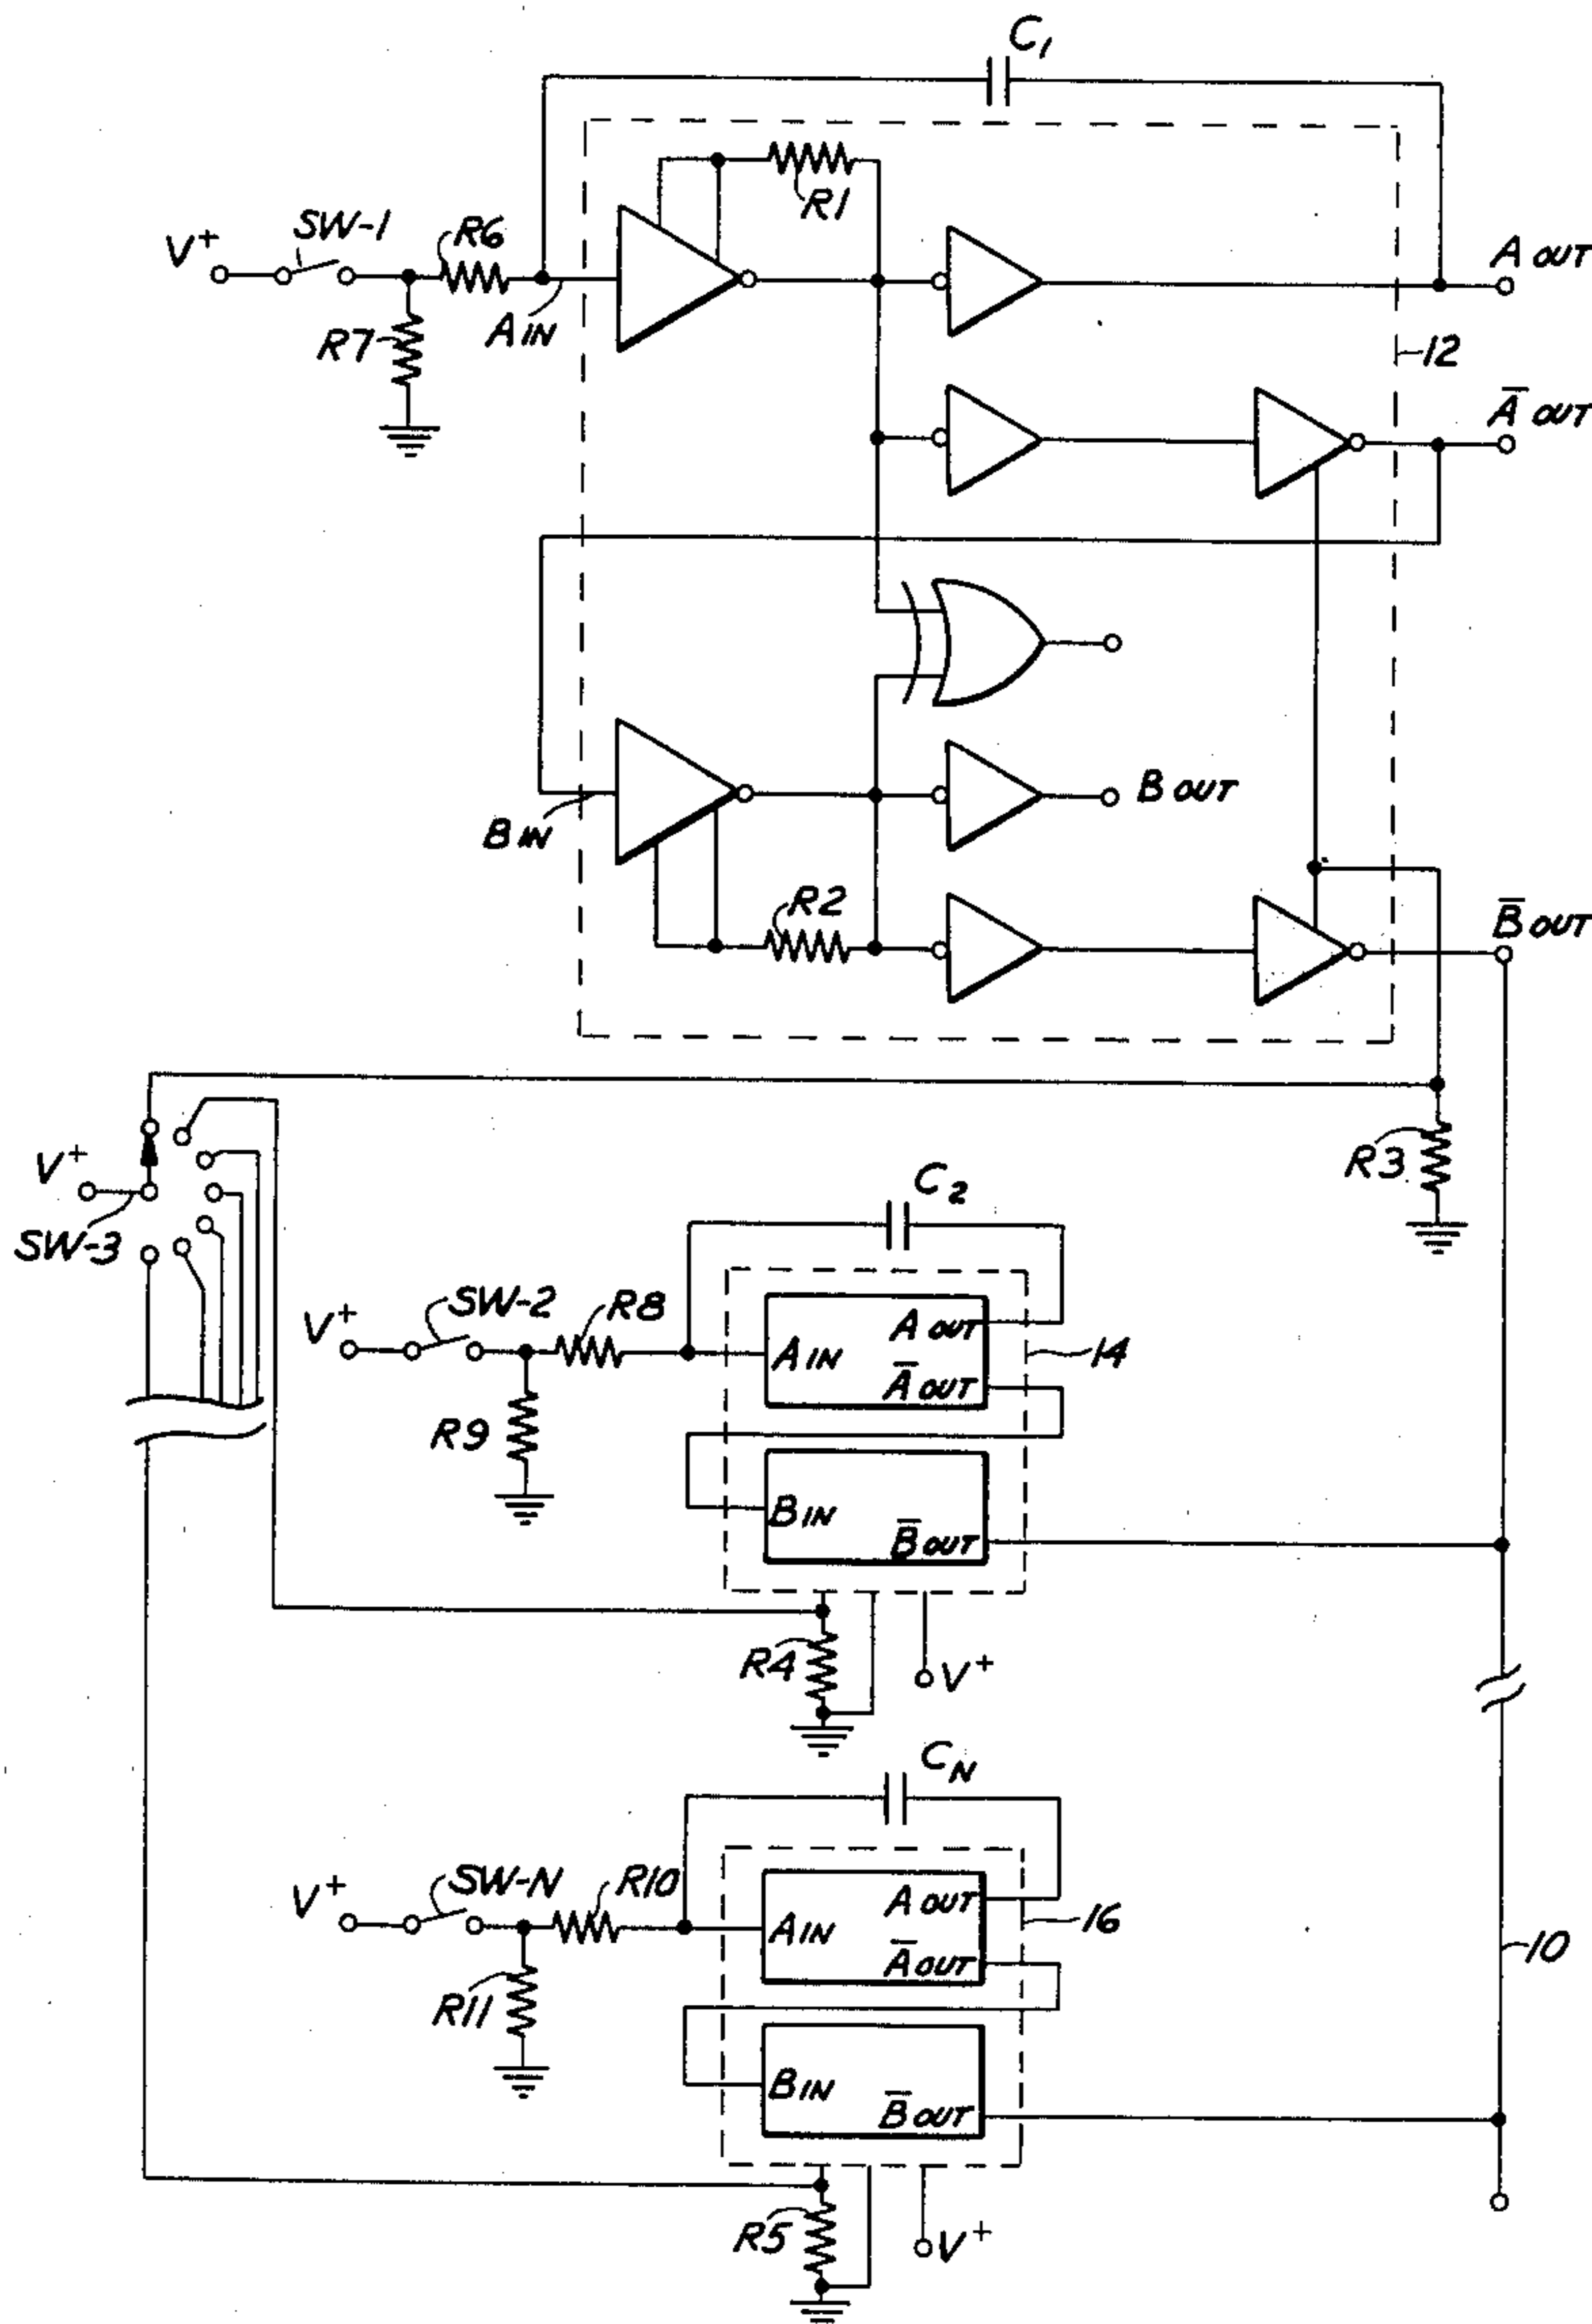 C1
R1
V+
SW-1
R6
R7
A IN
A OUT
12
Ā OUT
B IN
B OUT
R2
B̄ OUT
V+
SW-3
R3
C2
V+
SW-2
R8
R9
A IN
A OUT
Ā OUT
14
B IN
B̄ OUT
R4
V+
CN
V+
SW-N
R10
R11
A IN
A OUT
Ā OUT
16
10
B IN
B̄ OUT
R5
V+